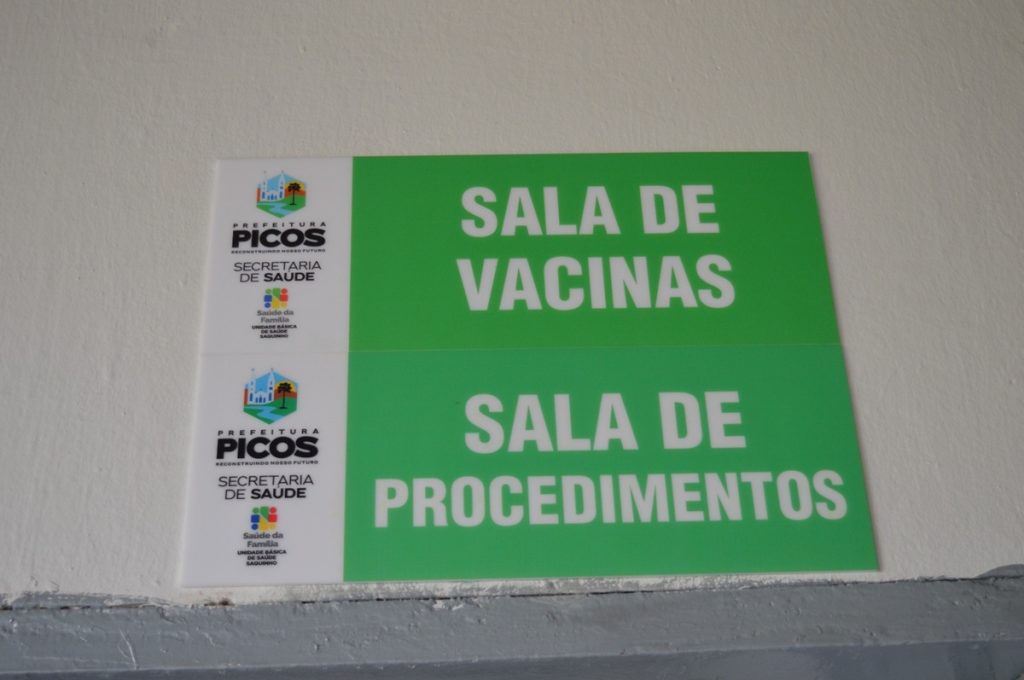 PREFEITURA
PICOS
RECONSTRUINDO NOSSO FUTURO
SECRETARIA
DE SAÚDE
Saúde da
Família
UNIDADE BÁSICA
DE SAÚDE
SAQUINHO
SALA DE
VACINAS
PREFEITURA
PICOS
RECONSTRUINDO NOSSO FUTURO
SECRETARIA
DE SAÚDE
Saúde da
Família
UNIDADE BÁSICA
DE SAÚDE
SAQUINHO
SALA DE
PROCEDIMENTOS